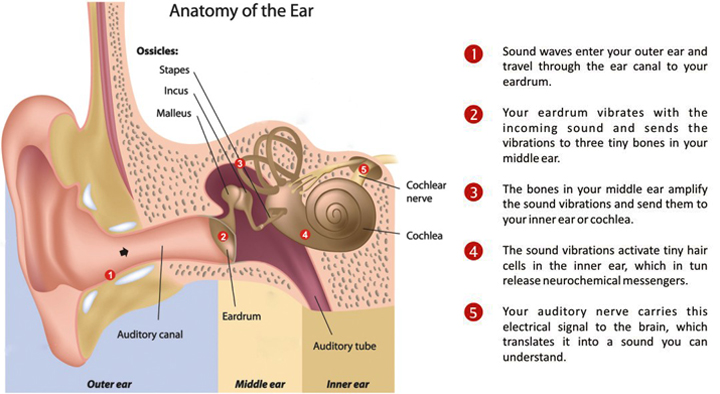 Anatomy of the Ear
Ossicles:
Stapes
Incus
Malleus
3
5
Cochlear
nerve
2
4
Cochlea
1
Eardrum
Auditory canal
Auditory tube
Outer ear
Middle ear
Inner ear
1
Sound waves enter your outer ear and
travel through the ear canal to your
eardrum.
2
Your eardrum vibrates with the
incoming sound and sends the
vibrations to three tiny bones in your
middle ear.
3
The bones in your middle ear amplify
the sound vibrations and send them to
your inner ear or cochlea.
4
The sound vibrations activate tiny hair
cells in the inner ear, which in tun
release neurochemical messengers.
5
Your auditory nerve carries this
electrical signal to the brain, which
translates it into a sound you can
understand.